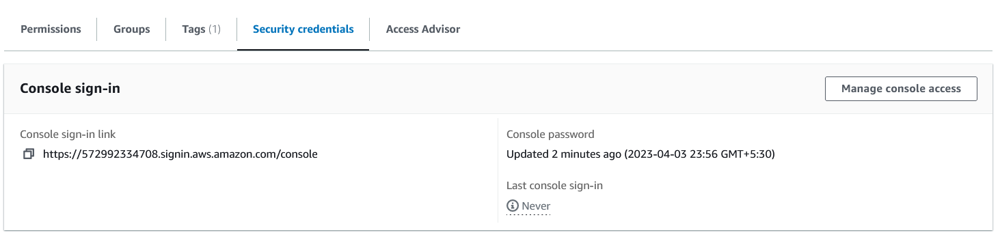 Permissions Groups Tags (1) Security credentials Access Advisor
Console sign-in
Manage console access
Console sign-in link
https://572992334708.signin.aws.amazon.com/console
Console password
Updated 2 minutes ago (2023-04-03 23:56 GMT+5:30)
Last console sign-in
Never